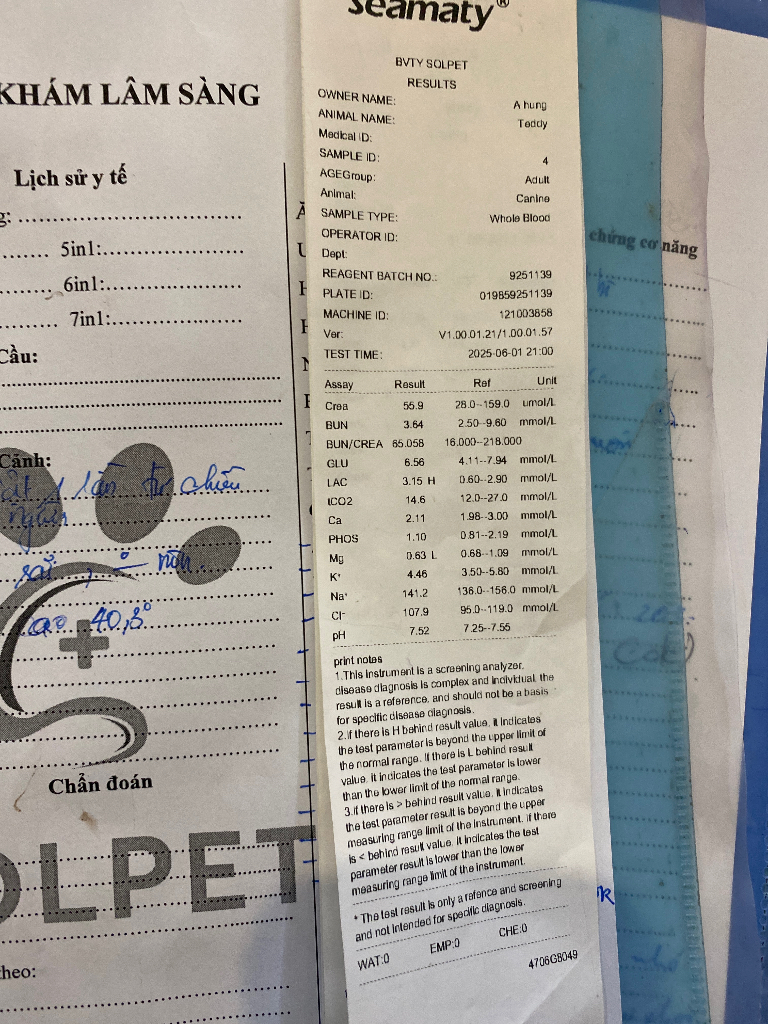 KHÁM LÂM SÀNG
Lịch sử y tế
5in1:
6in1:
7in1:
Cầu:
Cảnh:
1 lần từ chiều
nôn
40,8°
Chẩn đoán
OLPET
theo:
Seamaty®
BVTY SOLPET
RESULTS
OWNER NAME: A hung
ANIMAL NAME: Teddy
Medical ID:
SAMPLE ID: 4
AGEGroup: Adult
Animal: Canine
SAMPLE TYPE: Whole Blood
OPERATOR ID:
Dept:
REAGENT BATCH NO.: 9251139
PLATE ID: 019859251139
MACHINE ID: 121003858
Ver: V1.00.01.21/1.00.01.57
TEST TIME: 2025-06-01 21:00
Assay Result Ref Unit
Crea 55.9 28.0--159.0 umol/L
BUN 3.64 2.50--9.60 mmol/L
BUN/CREA 65.058 16.000--218.000
GLU 6.56 4.11--7.94 mmol/L
LAC 3.15 H 0.60--2.90 mmol/L
tCO2 14.6 12.0--27.0 mmol/L
Ca 2.11 1.98--3.00 mmol/L
PHOS 1.10 0.81--2.19 mmol/L
Mg 0.63 L 0.68--1.09 mmol/L
K⁺ 4.46 3.50--5.80 mmol/L
Na⁺ 141.2 136.0--156.0 mmol/L
Cl⁻ 107.9 95.0--119.0 mmol/L
pH 7.52 7.25--7.55
print notes
1.This instrument is a screening analyzer,
disease diagnosis is complex and individual, the
result is a reference, and should not be a basis
for specific disease diagnosis.
2.if there is H behind result value, it indicates
the test parameter is beyond the upper limit of
the normal range. If there is L behind result
value, it indicates the test parameter is lower
than the lower limit of the normal range.
3.if there is > behind result value, it indicates
the test parameter result is beyond the upper
measuring range limit of the instrument, if there
is < behind result value, it indicates the test
parameter result is lower than the lower
measuring range limit of the instrument.
* The test result is only a refence and screening
and not intended for specific diagnosis.
WAT:0 EMP:0 CHE:0
4706G8049
chứng cơ năng